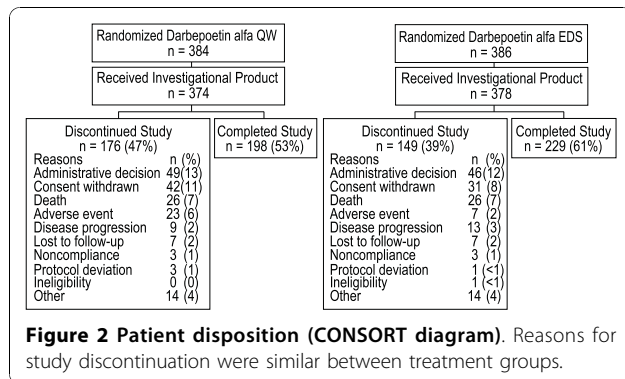 Randomized Darbepoetin alfa QW
n = 384
Received Investigational Product
n = 374
Discontinued Study
n = 176 (47%)
Reasons n (%)
Administrative decision 49(13)
Consent withdrawn 42(11)
Death 26 (7)
Adverse event 23 (6)
Disease progression 9 (2)
Lost to follow-up 7 (2)
Noncompliance 3 (1)
Protocol deviation 3 (1)
Ineligibility 0 (0)
Other 14 (4)
Completed Study
n = 198 (53%)
Randomized Darbepoetin alfa EDS
n = 386
Received Investigational Product
n = 378
Discontinued Study
n = 149 (39%)
Reasons n (%)
Administrative decision 46(12)
Consent withdrawn 31 (8)
Death 26 (7)
Adverse event 7 (2)
Disease progression 13 (3)
Lost to follow-up 7 (2)
Noncompliance 3 (1)
Protocol deviation 1 (<1)
Ineligibility 1 (<1)
Other 14 (4)
Completed Study
n = 229 (61%)
Figure 2 Patient disposition (CONSORT diagram). Reasons for
study discontinuation were similar between treatment groups.